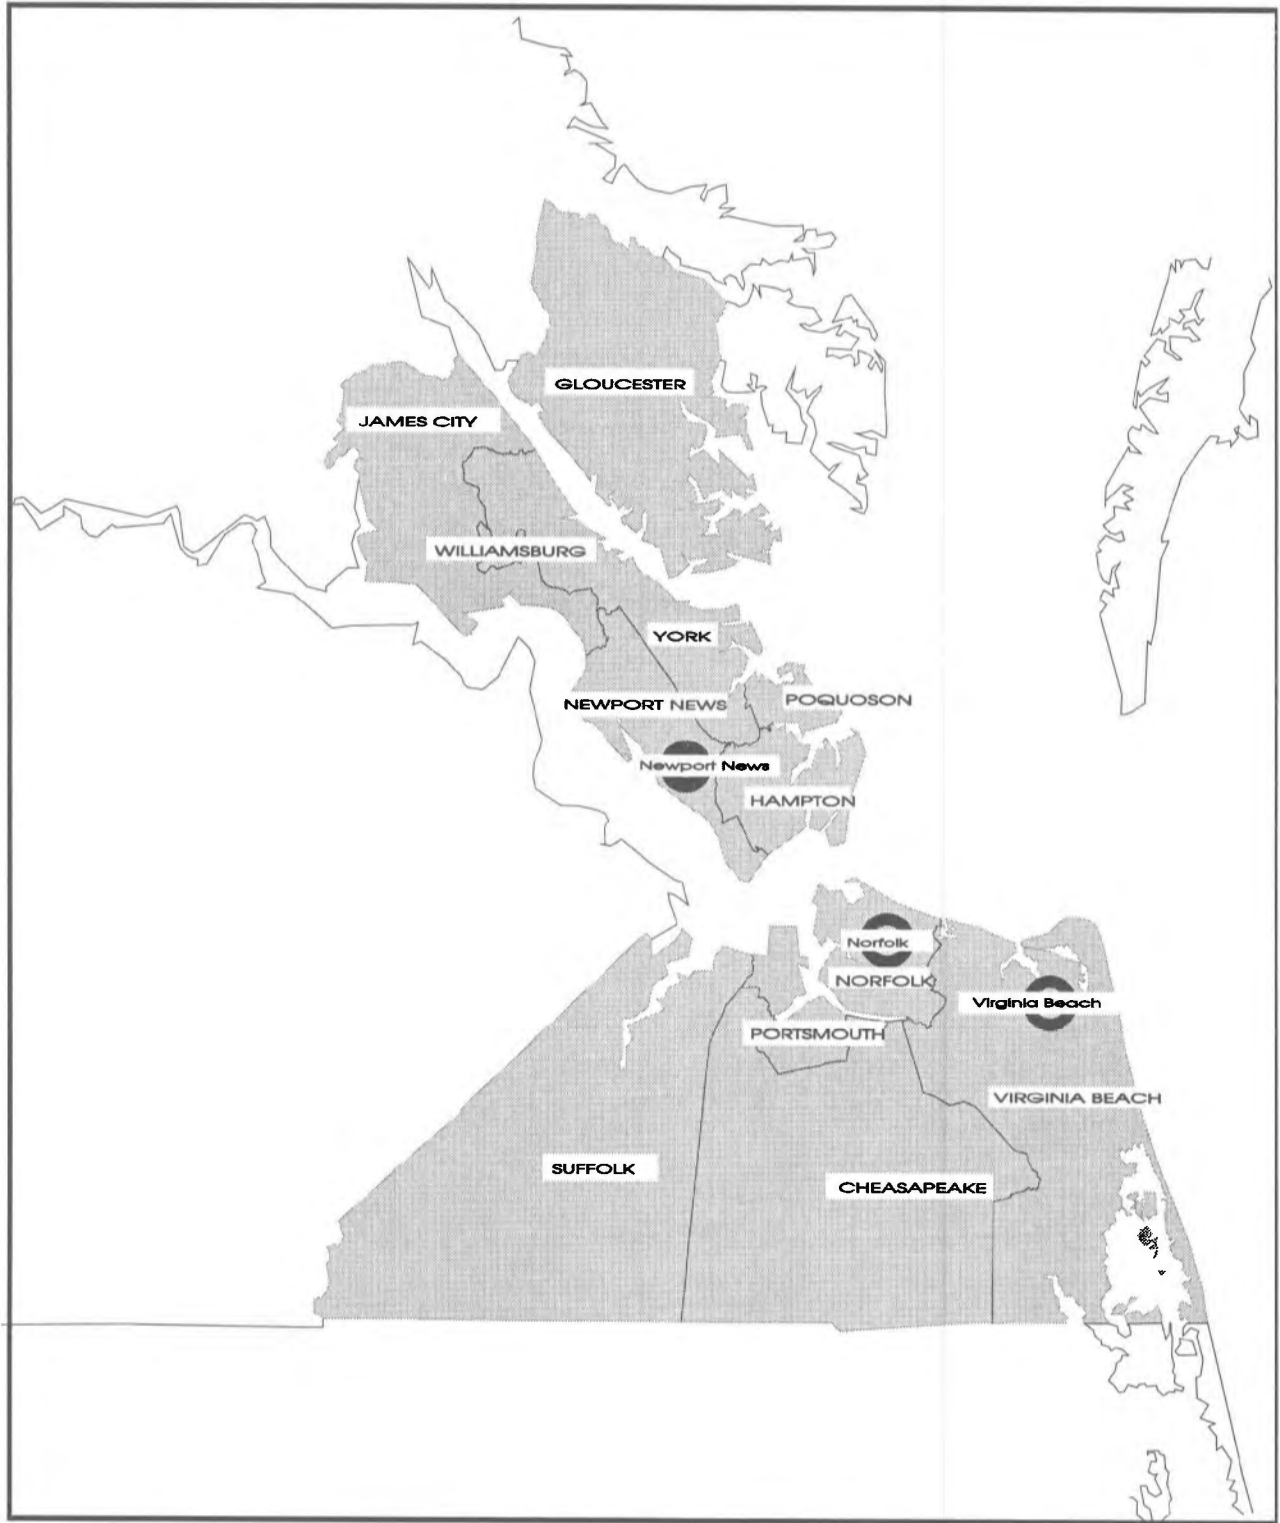 GLOUCESTER
JAMES CITY
WILLIAMSBURG
YORK
NEWPORT NEWS
POQUOSON
Newport News
HAMPTON
Norfolk
NORFOLK
Virginia Beach
PORTSMOUTH
VIRGINIA BEACH
SUFFOLK
CHEASAPEAKE